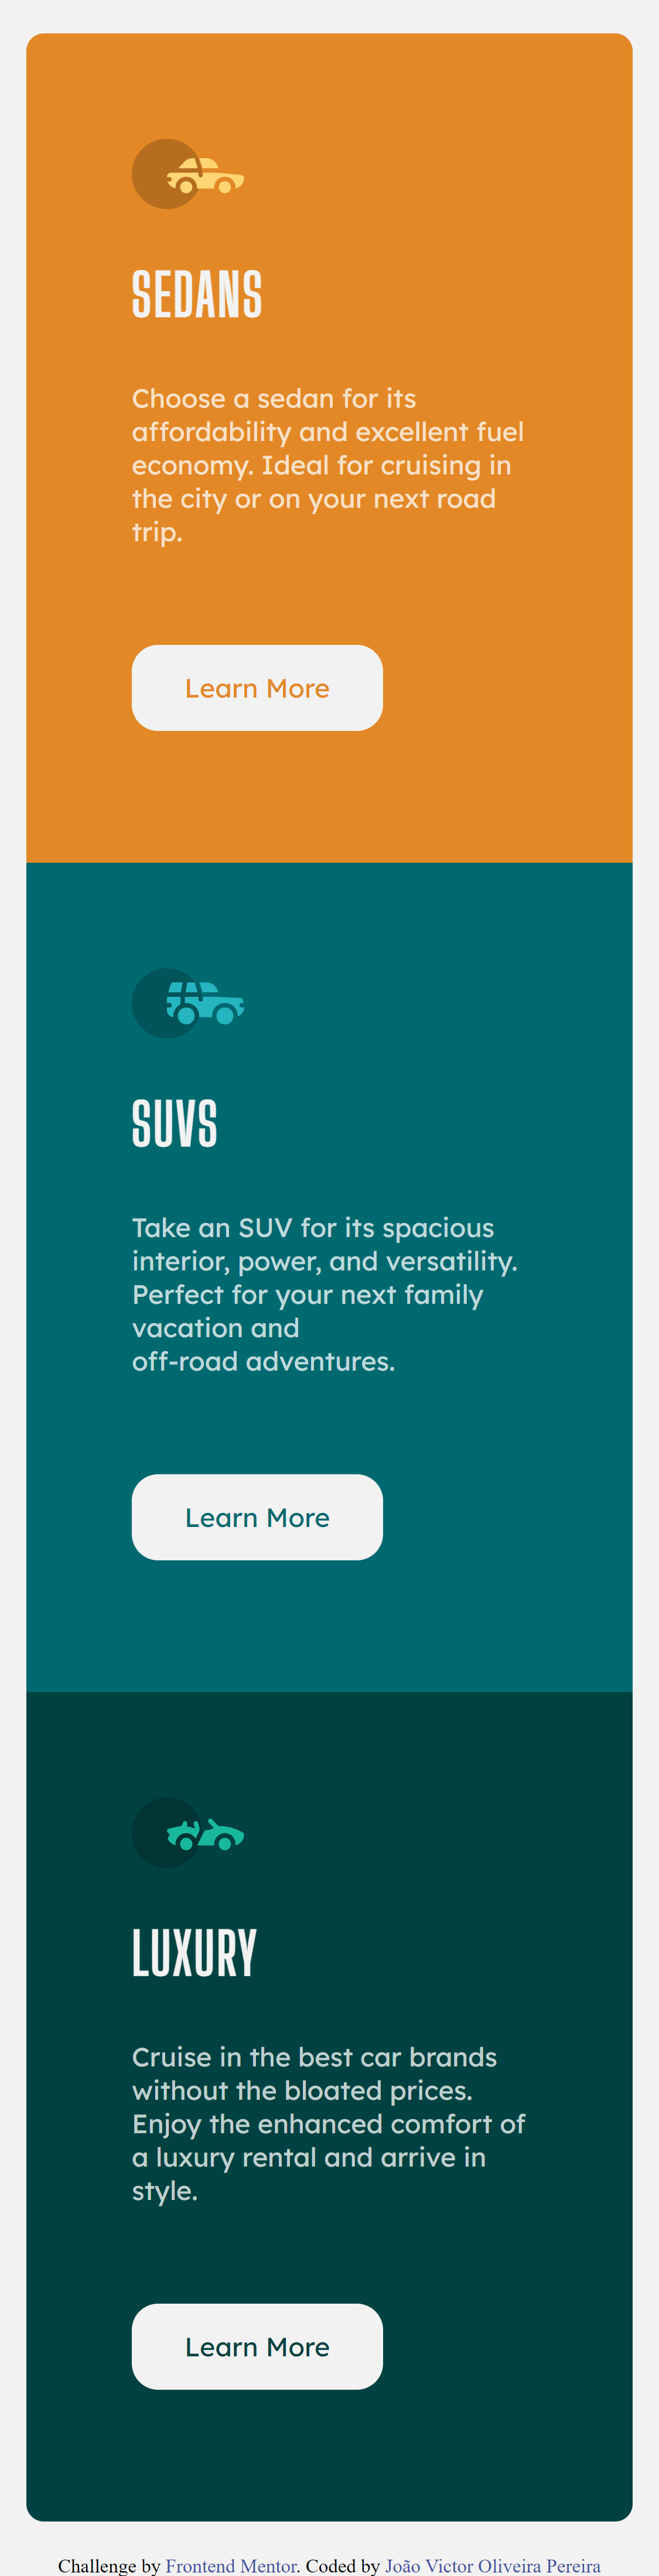 SEDANS
Choose a sedan for its
affordability and excellent fuel
economy. Ideal for cruising in
the city or on your next road
trip.
Learn More
SUVS
Take an SUV for its spacious
interior, power, and versatility.
Perfect for your next family
vacation and
off-road adventures.
Learn More
LUXURY
Cruise in the best car brands
without the bloated prices.
Enjoy the enhanced comfort of
a luxury rental and arrive in
style.
Learn More
Challenge by Frontend Mentor. Coded by João Victor Oliveira Pereira